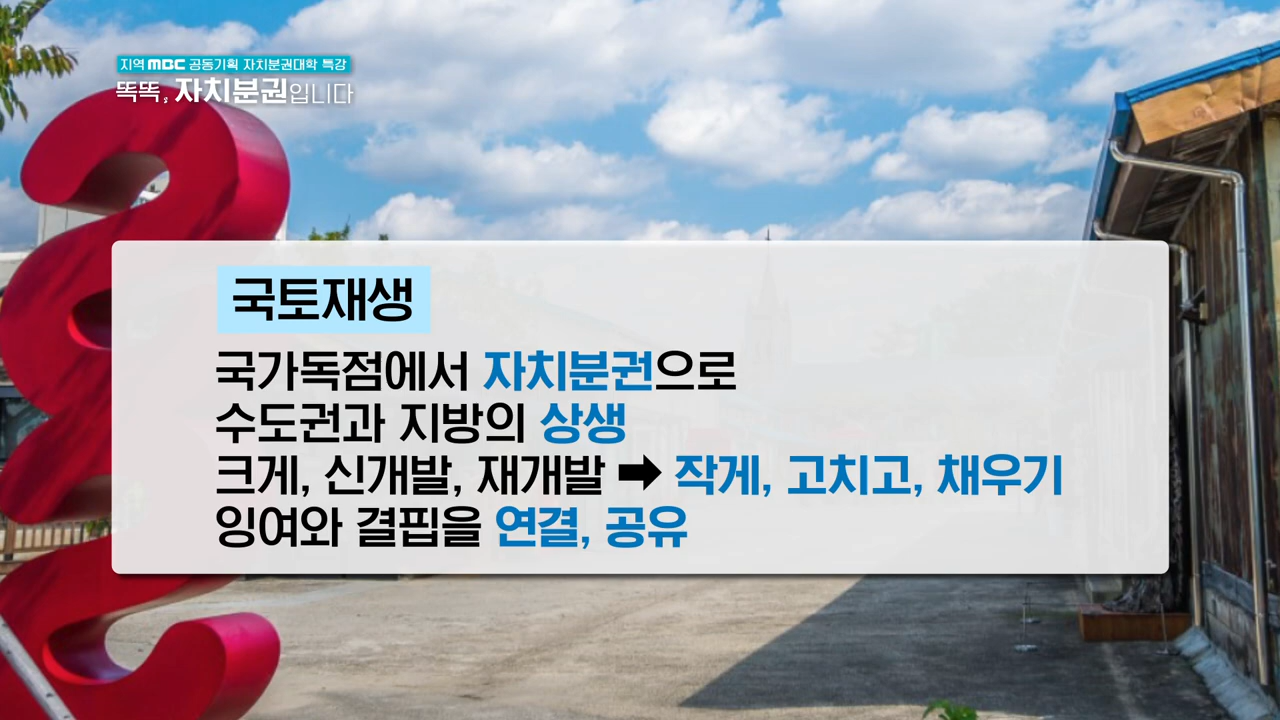 지역 MBC 공동기획 자치분권대학 특강
똑똑, 자치분권입니다
국토재생
국가독점에서 자치분권으로
수도권과 지방의 상생
크게, 신개발, 재개발 ➡ 작게, 고치고, 채우기
잉여와 결핍을 연결, 공유